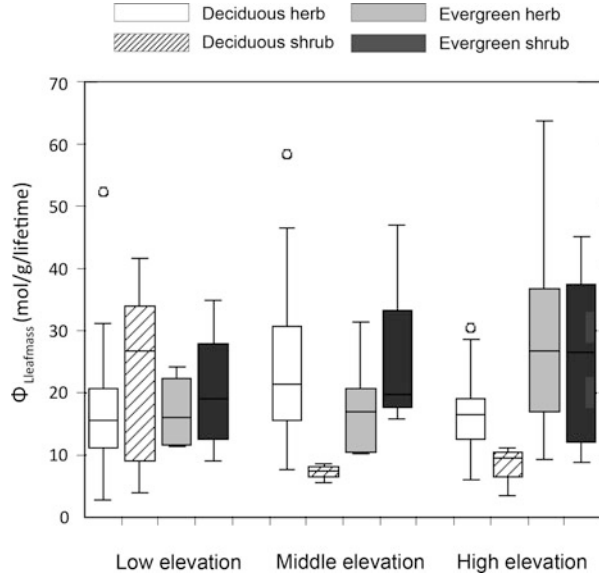 Deciduous herb Evergreen herb
Deciduous shrub Evergreen shrub
70
60
50
40
30
20
10
0
Φ Lleafmass (mol/g/lifetime)
Low elevation Middle elevation High elevation